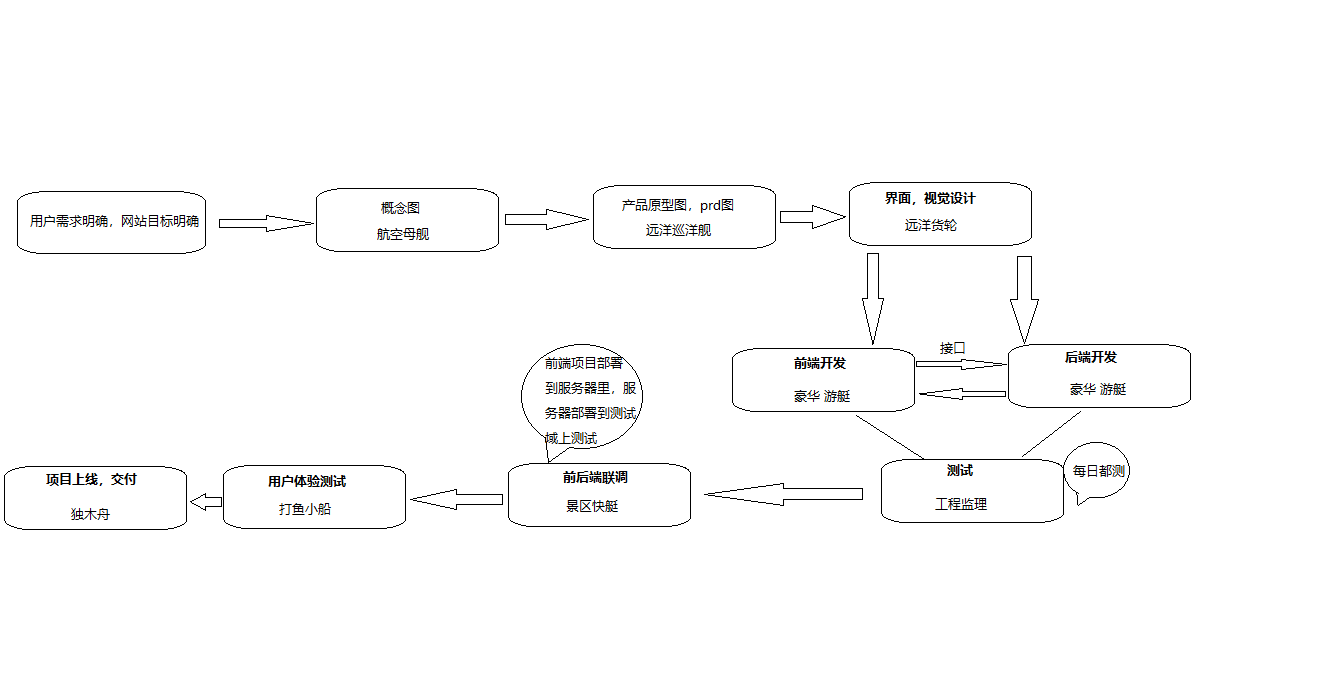 用户需求明确，网站目标明确
概念图
航空母舰
产品原型图，prd图
远洋巡洋舰
界面，视觉设计
远洋货轮
前端开发
豪华 游艇
接口
后端开发
豪华 游艇
测试
工程监理
每日都测
前端项目部署
到服务器里，服
务器部署到测试
域上测试
前后端联调
景区快艇
用户体验测试
打鱼小船
项目上线，交付
独木舟